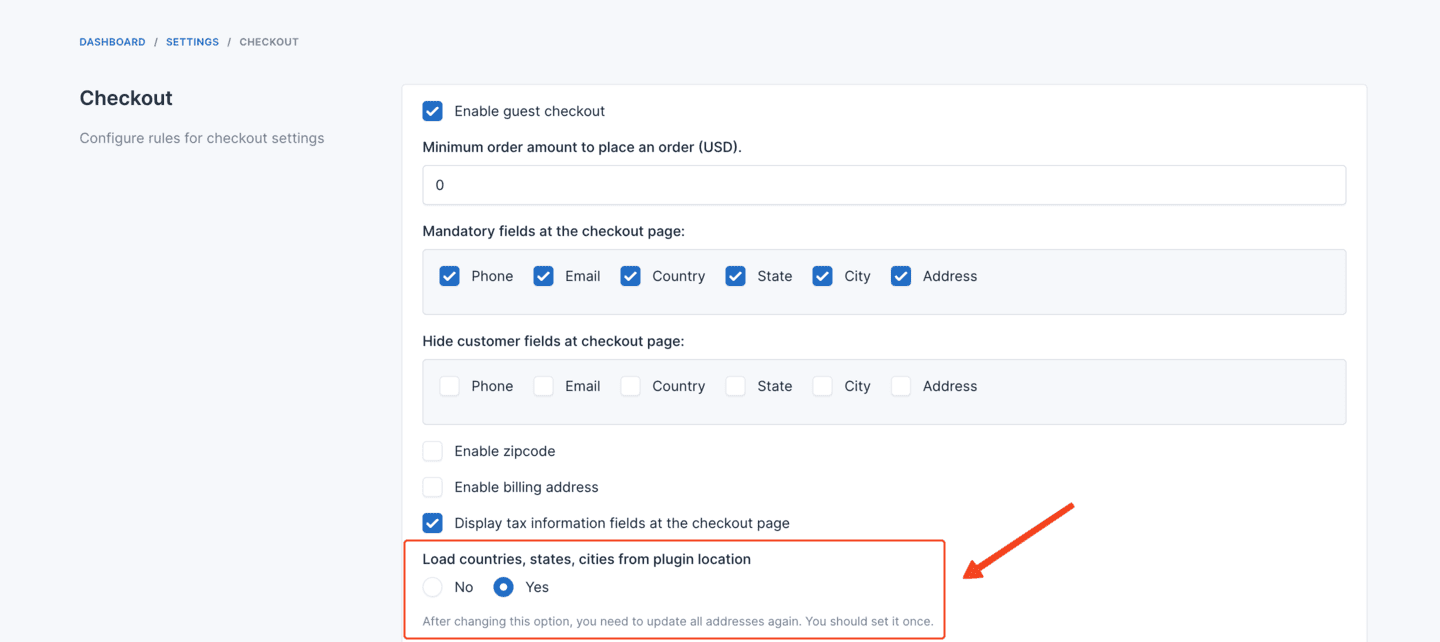 DASHBOARD / SETTINGS / CHECKOUT
Checkout
Configure rules for checkout settings
Enable guest checkout
Minimum order amount to place an order (USD).
0
Mandatory fields at the checkout page:
Phone Email Country State City Address
Hide customer fields at checkout page:
Phone Email Country State City Address
Enable zipcode
Enable billing address
Display tax information fields at the checkout page
Load countries, states, cities from plugin location
No Yes
After changing this option, you need to update all addresses again. You should set it once.